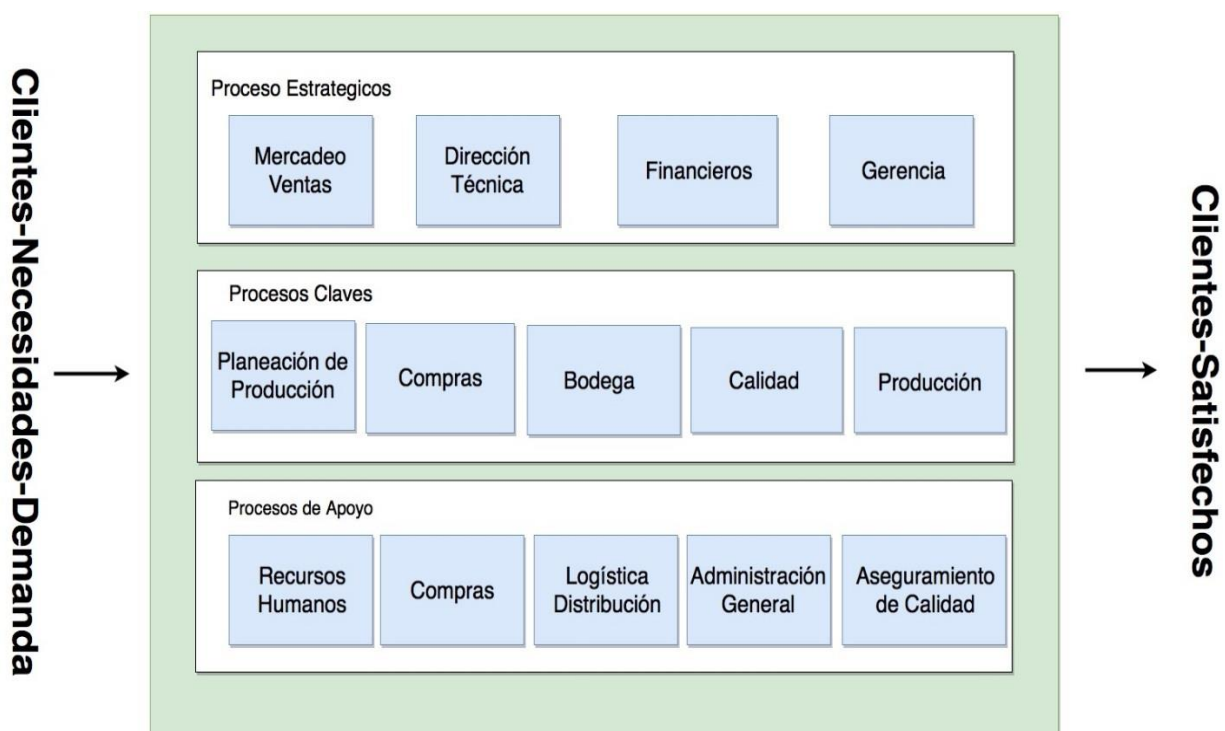 Clientes-Necesidades-Demanda
Proceso Estrategicos
Mercadeo
Ventas
Dirección
Técnica
Financieros
Gerencia
Procesos Claves
Planeación de
Producción
Compras
Bodega
Calidad
Producción
Procesos de Apoyo
Recursos
Humanos
Compras
Logística
Distribución
Administración
General
Aseguramiento
de Calidad
Clientes-Satisfechos